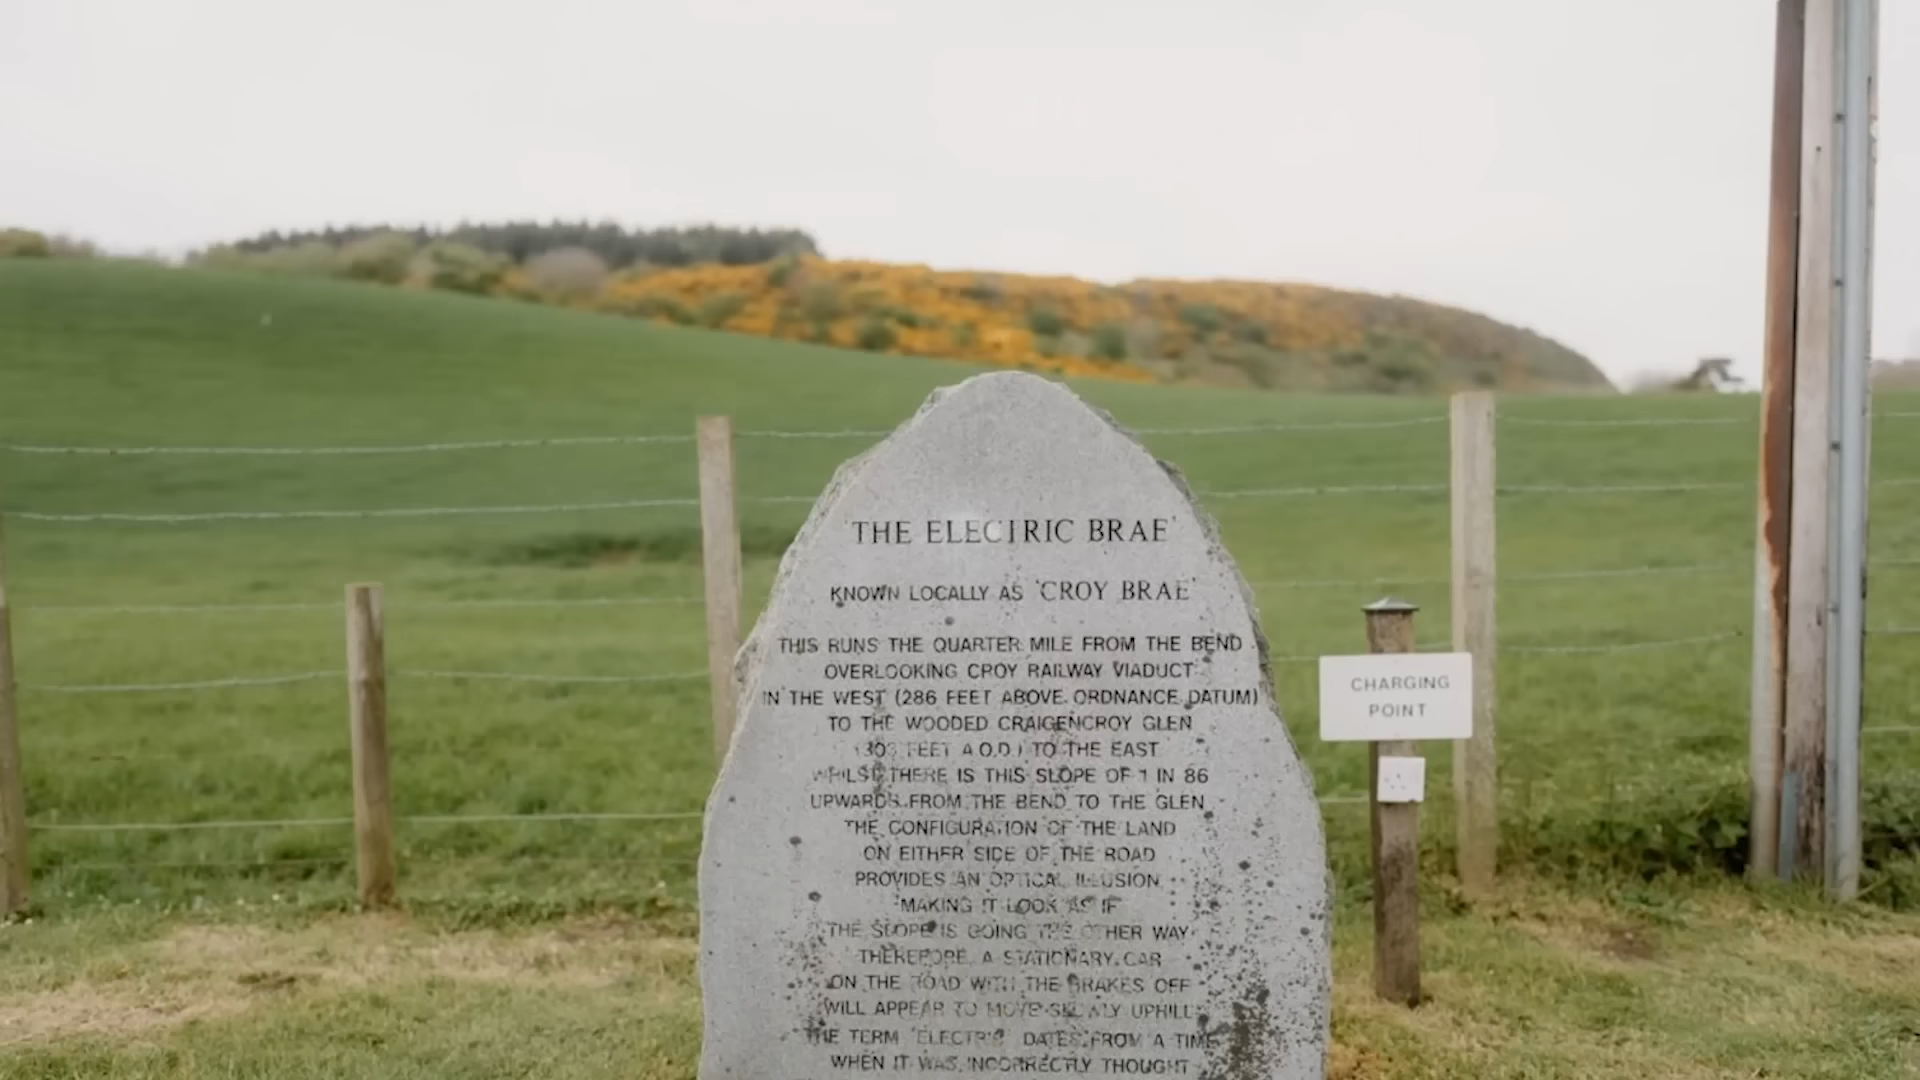 'THE ELECTRIC BRAE'
KNOWN LOCALLY AS 'CROY BRAE'
THIS RUNS THE QUARTER MILE FROM THE BEND
OVERLOOKING CROY RAILWAY VIADUCT
IN THE WEST (286 FEET ABOVE ORDNANCE DATUM)
TO THE WOODED CRAIGENCROY GLEN
(303 FEET A.O.D.) TO THE EAST
WHILST THERE IS THIS SLOPE OF 1 IN 86
UPWARDS FROM THE BEND TO THE GLEN
THE CONFIGURATION OF THE LAND
ON EITHER SIDE OF THE ROAD
PROVIDES AN OPTICAL ILLUSION
MAKING IT LOOK AS IF
THE SLOPE IS GOING THE OTHER WAY
THEREFORE A STATIONARY CAR
ON THE ROAD WITH THE BRAKES OFF
WILL APPEAR TO MOVE SLOWLY UPHILL
THE TERM 'ELECTRIC' DATES FROM A TIME
WHEN IT WAS INCORRECTLY THOUGHT
CHARGING
POINT